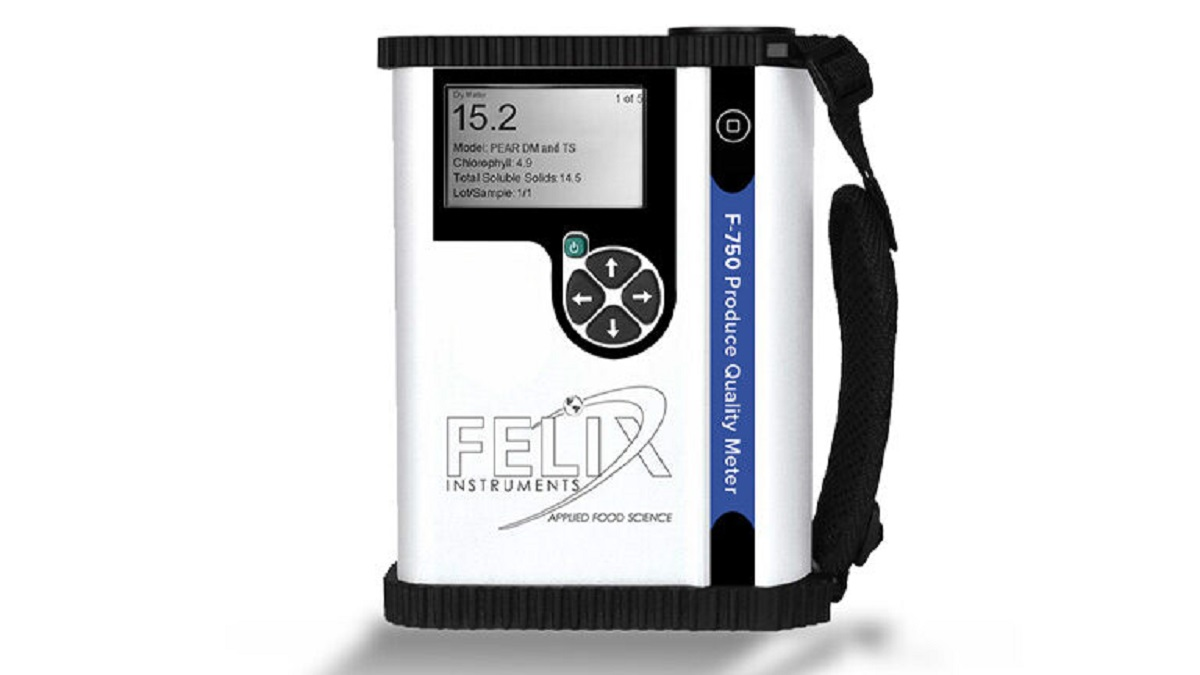 Dry Matter
1 of 5
15.2
Model: PEAR DM and TS
Chlorophyll: 4.9
Total Soluble Solids: 14.5
Lot/Sample: 1/1
F-750 Produce Quality Meter
FELIX
INSTRUMENTS
APPLIED FOOD SCIENCE